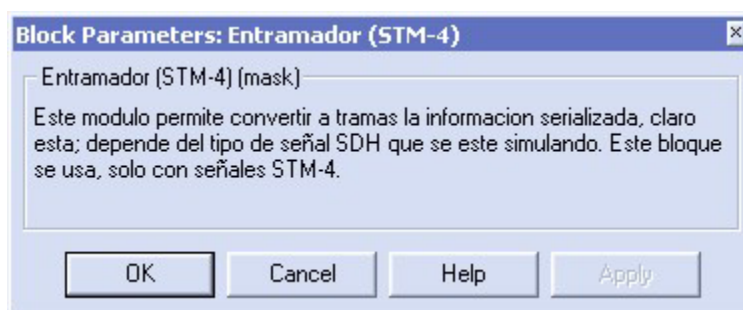 Block Parameters: Entramador (STM-4)
Entramador (STM-4) (mask)
Este modulo permite convertir a tramas la informacion serializada, claro
esta; depende del tipo de señal SDH que se este simulando. Este bloque
se usa, solo con señales STM-4.
OK Cancel Help Apply